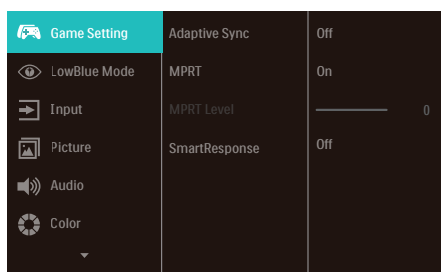 Game Setting Adaptive Sync Off
LowBlue Mode MPRT On
Input MPRT Level 0
Picture SmartResponse Off
Audio
Color